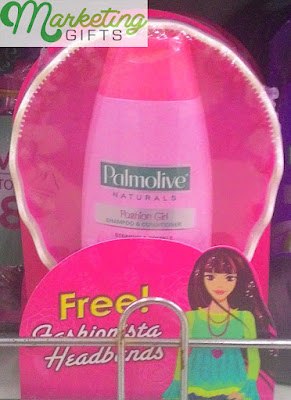 Marketing
GIFTS
Palmolive
NATURALS
Fashion Girl
SHAMPOO & CONDITIONER
Free!
Fashionista
Headbands